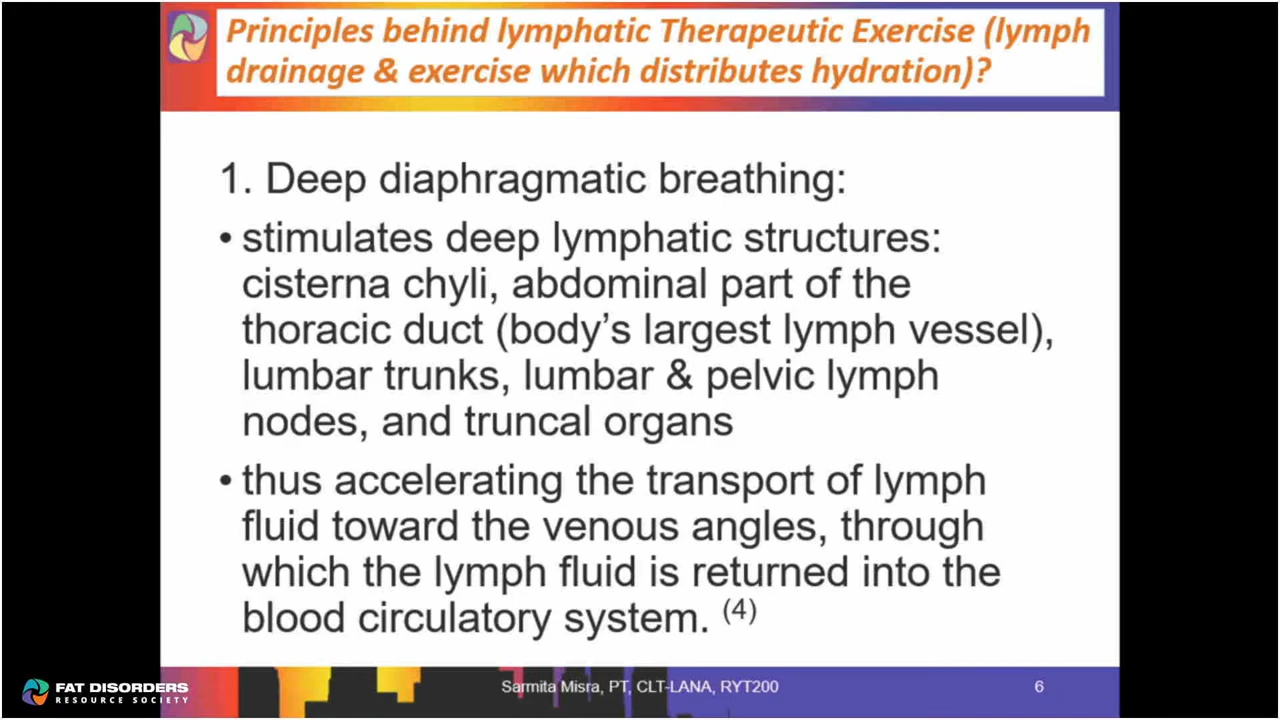 Principles behind lymphatic Therapeutic Exercise (lymph
drainage & exercise which distributes hydration)?
1. Deep diaphragmatic breathing:
• stimulates deep lymphatic structures:
cisterna chyli, abdominal part of the
thoracic duct (body’s largest lymph vessel),
lumbar trunks, lumbar & pelvic lymph
nodes, and truncal organs
• thus accelerating the transport of lymph
fluid toward the venous angles, through
which the lymph fluid is returned into the
blood circulatory system. (4)
FAT DISORDERS
RESOURCE SOCIETY
Sarmita Misra, PT, CLT-LANA, RYT200
6